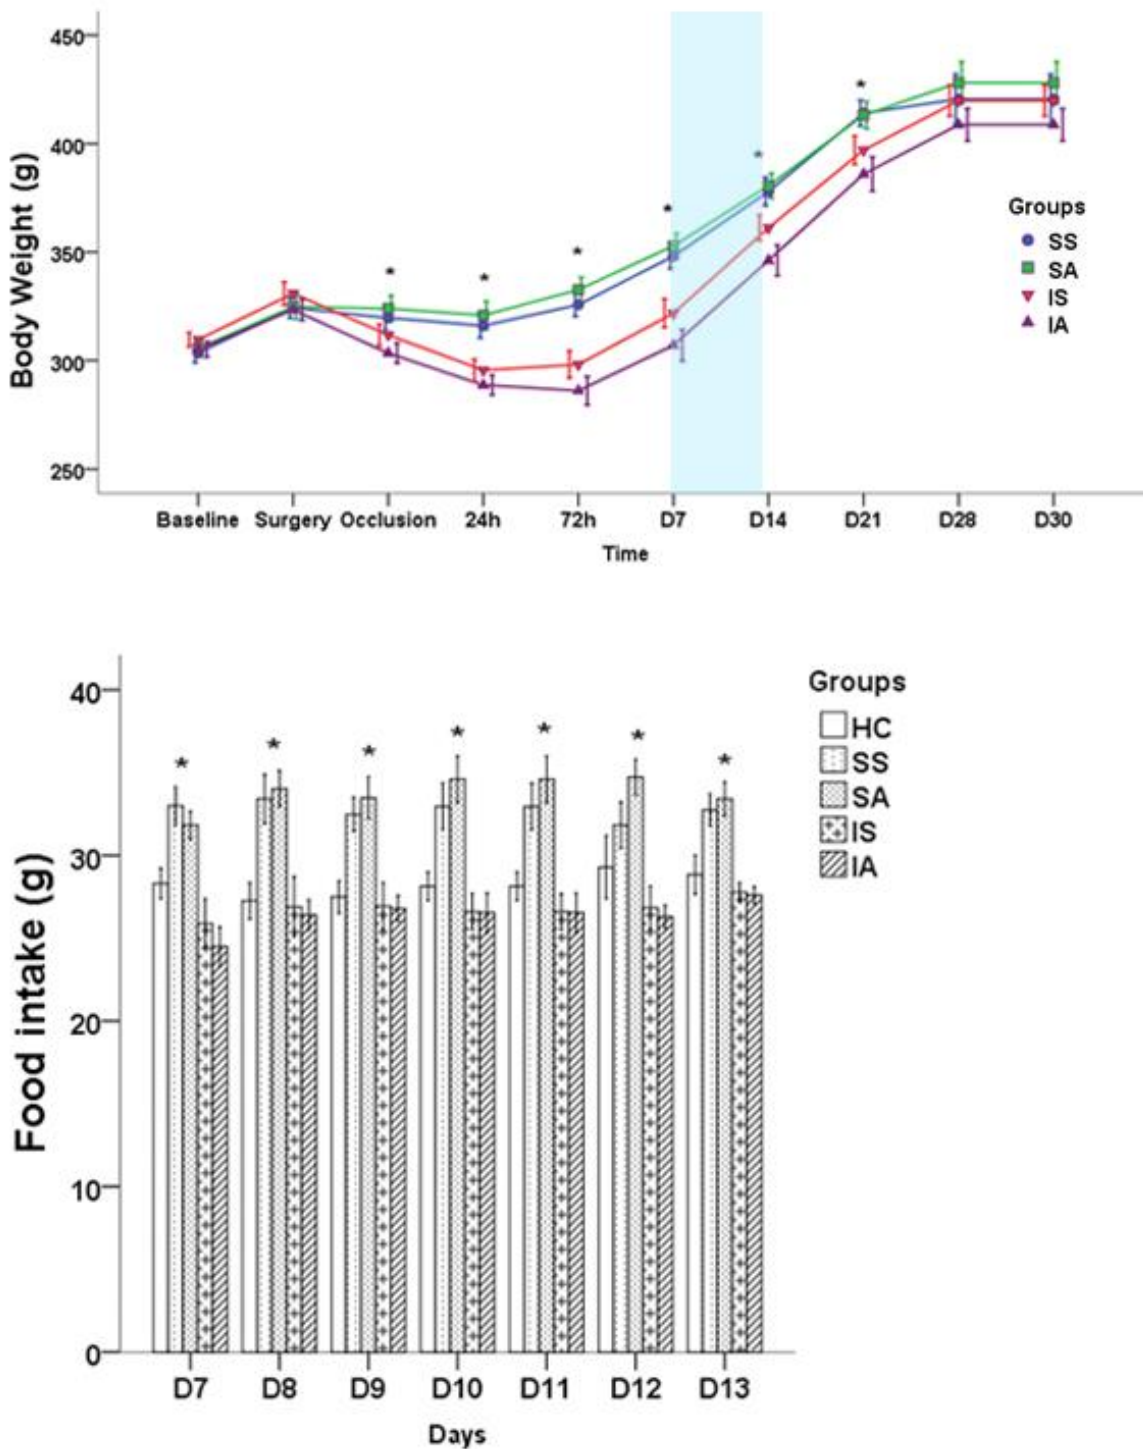 450
400
350
300
250
Body Weight (g)
* * * * * *
Groups
SS
SA
IS
IA
Baseline Surgery Occlusion 24h 72h D7 D14 D21 D28 D30
Time
40
30
20
10
0
Food intake (g)
* * * * * * *
Groups
HC
SS
SA
IS
IA
D7 D8 D9 D10 D11 D12 D13
Days